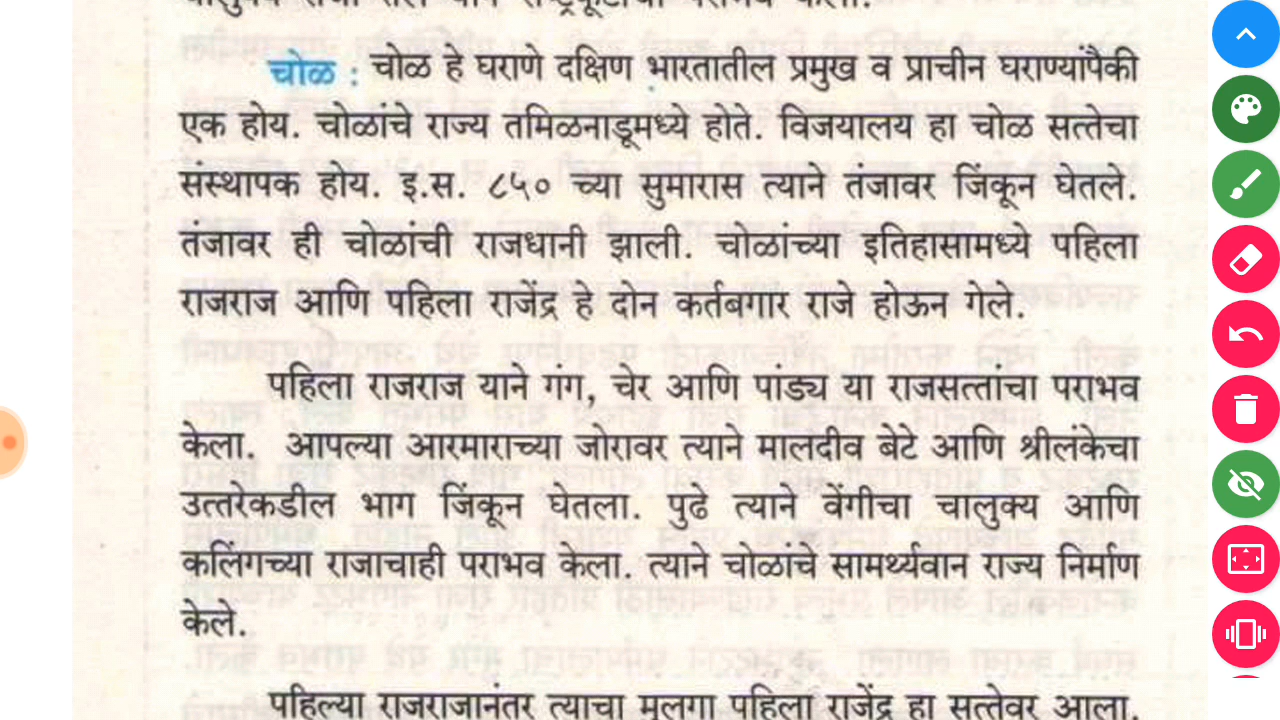 चोळ : चोळ हे घराणे दक्षिण भारतातील प्रमुख व प्राचीन घराण्यांपैकी
एक होय. चोळांचे राज्य तमिळनाडूमध्ये होते. विजयालय हा चोळ सत्तेचा
संस्थापक होय. इ.स. ८५० च्या सुमारास त्याने तंजावर जिंकून घेतले.
तंजावर ही चोळांची राजधानी झाली. चोळांच्या इतिहासामध्ये पहिला
राजराज आणि पहिला राजेंद्र हे दोन कर्तबगार राजे होऊन गेले.
पहिला राजराज याने गंग, चेर आणि पांड्य या राजसत्तांचा पराभव
केला. आपल्या आरमाराच्या जोरावर त्याने मालदीव बेटे आणि श्रीलंकेचा
उत्तरेकडील भाग जिंकून घेतला. पुढे त्याने वेंगीचा चालुक्य आणि
कलिंगच्या राजाचाही पराभव केला. त्याने चोळांचे सामर्थ्यवान राज्य निर्माण
केले.
पहिल्या राजराजानंतर त्याचा मुलगा पहिला राजेंद्र हा सत्तेवर आला.